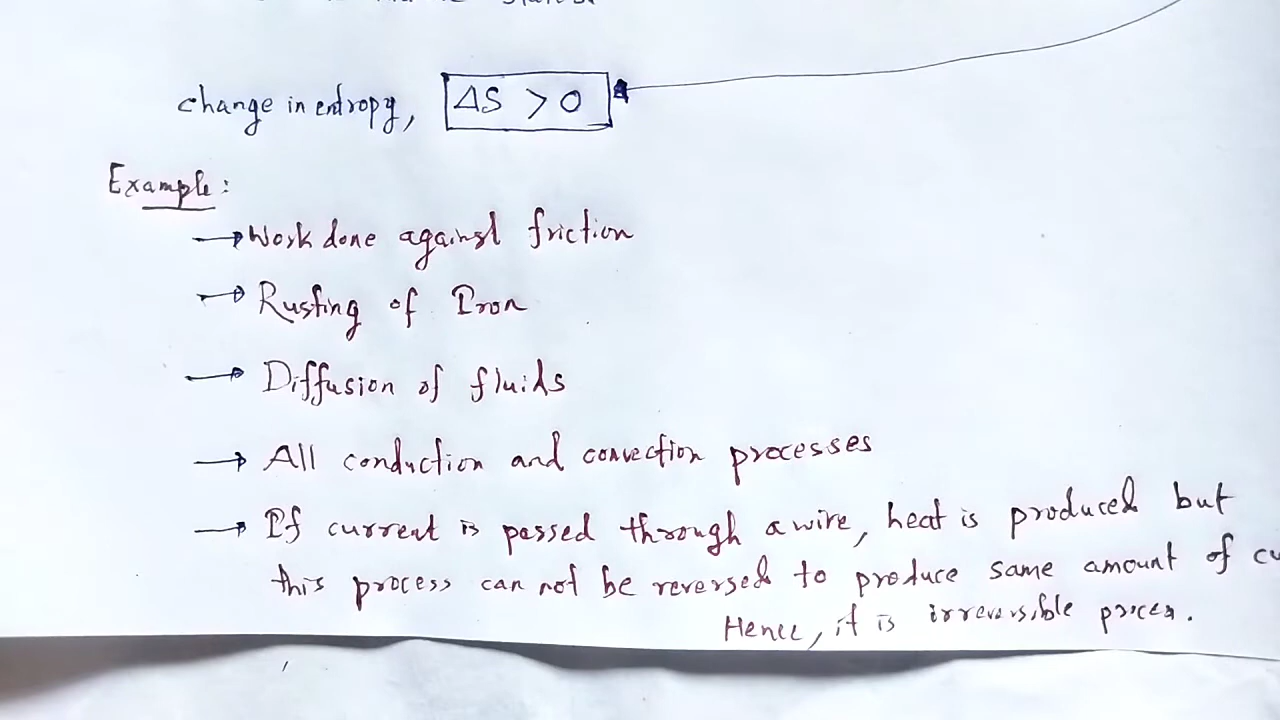 change in entropy, ΔS > 0
Example:
→ Work done against friction
→ Rusting of Iron
→ Diffusion of fluids
→ All conduction and convection processes
→ If current is passed through a wire, heat is produced but
this process can not be reversed to produce same amount of
Hence, it is irreversible process.